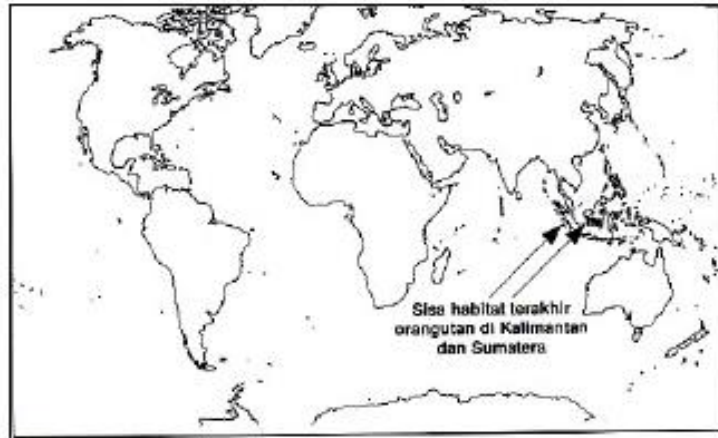 Sisa habitat terakhir
orangutan di Kalimantan
dan Sumatera